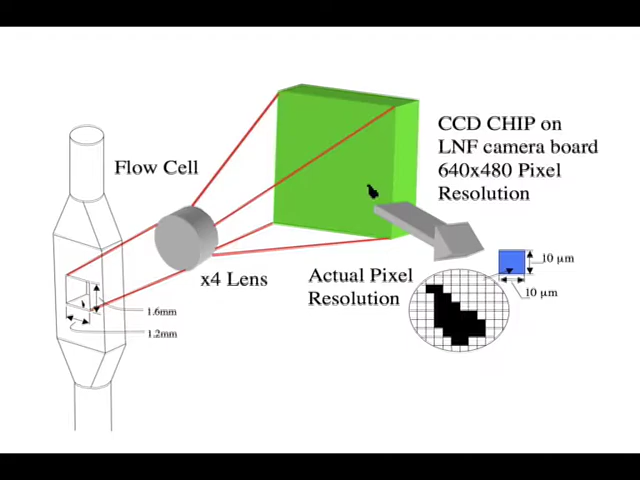 CCD CHIP on
LNF camera board
640x480 Pixel
Resolution
Flow Cell
x4 Lens
Actual Pixel
Resolution
10 µm
10 µm
1.6mm
1.2mm